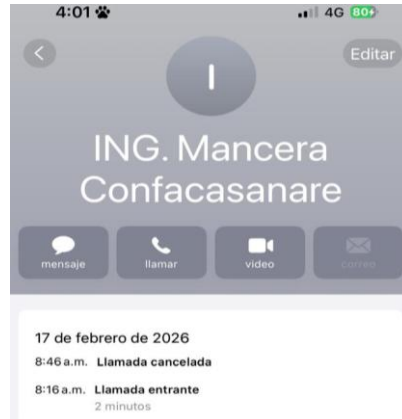 4:01 4G 80
Editar
I
ING. Mancera
Confacasanare
mensaje llamar video correo
17 de febrero de 2026
8:46 a.m. Llamada cancelada
8:16 a.m. Llamada entrante
2 minutos